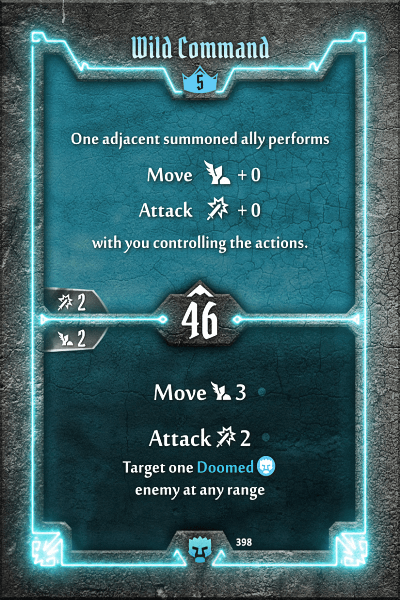 Wild Command
5
One adjacent summoned ally performs
Move +0
Attack +0
with you controlling the actions.
2
46
2
Move 3
Attack 2
Target one Doomed
enemy at any range
398